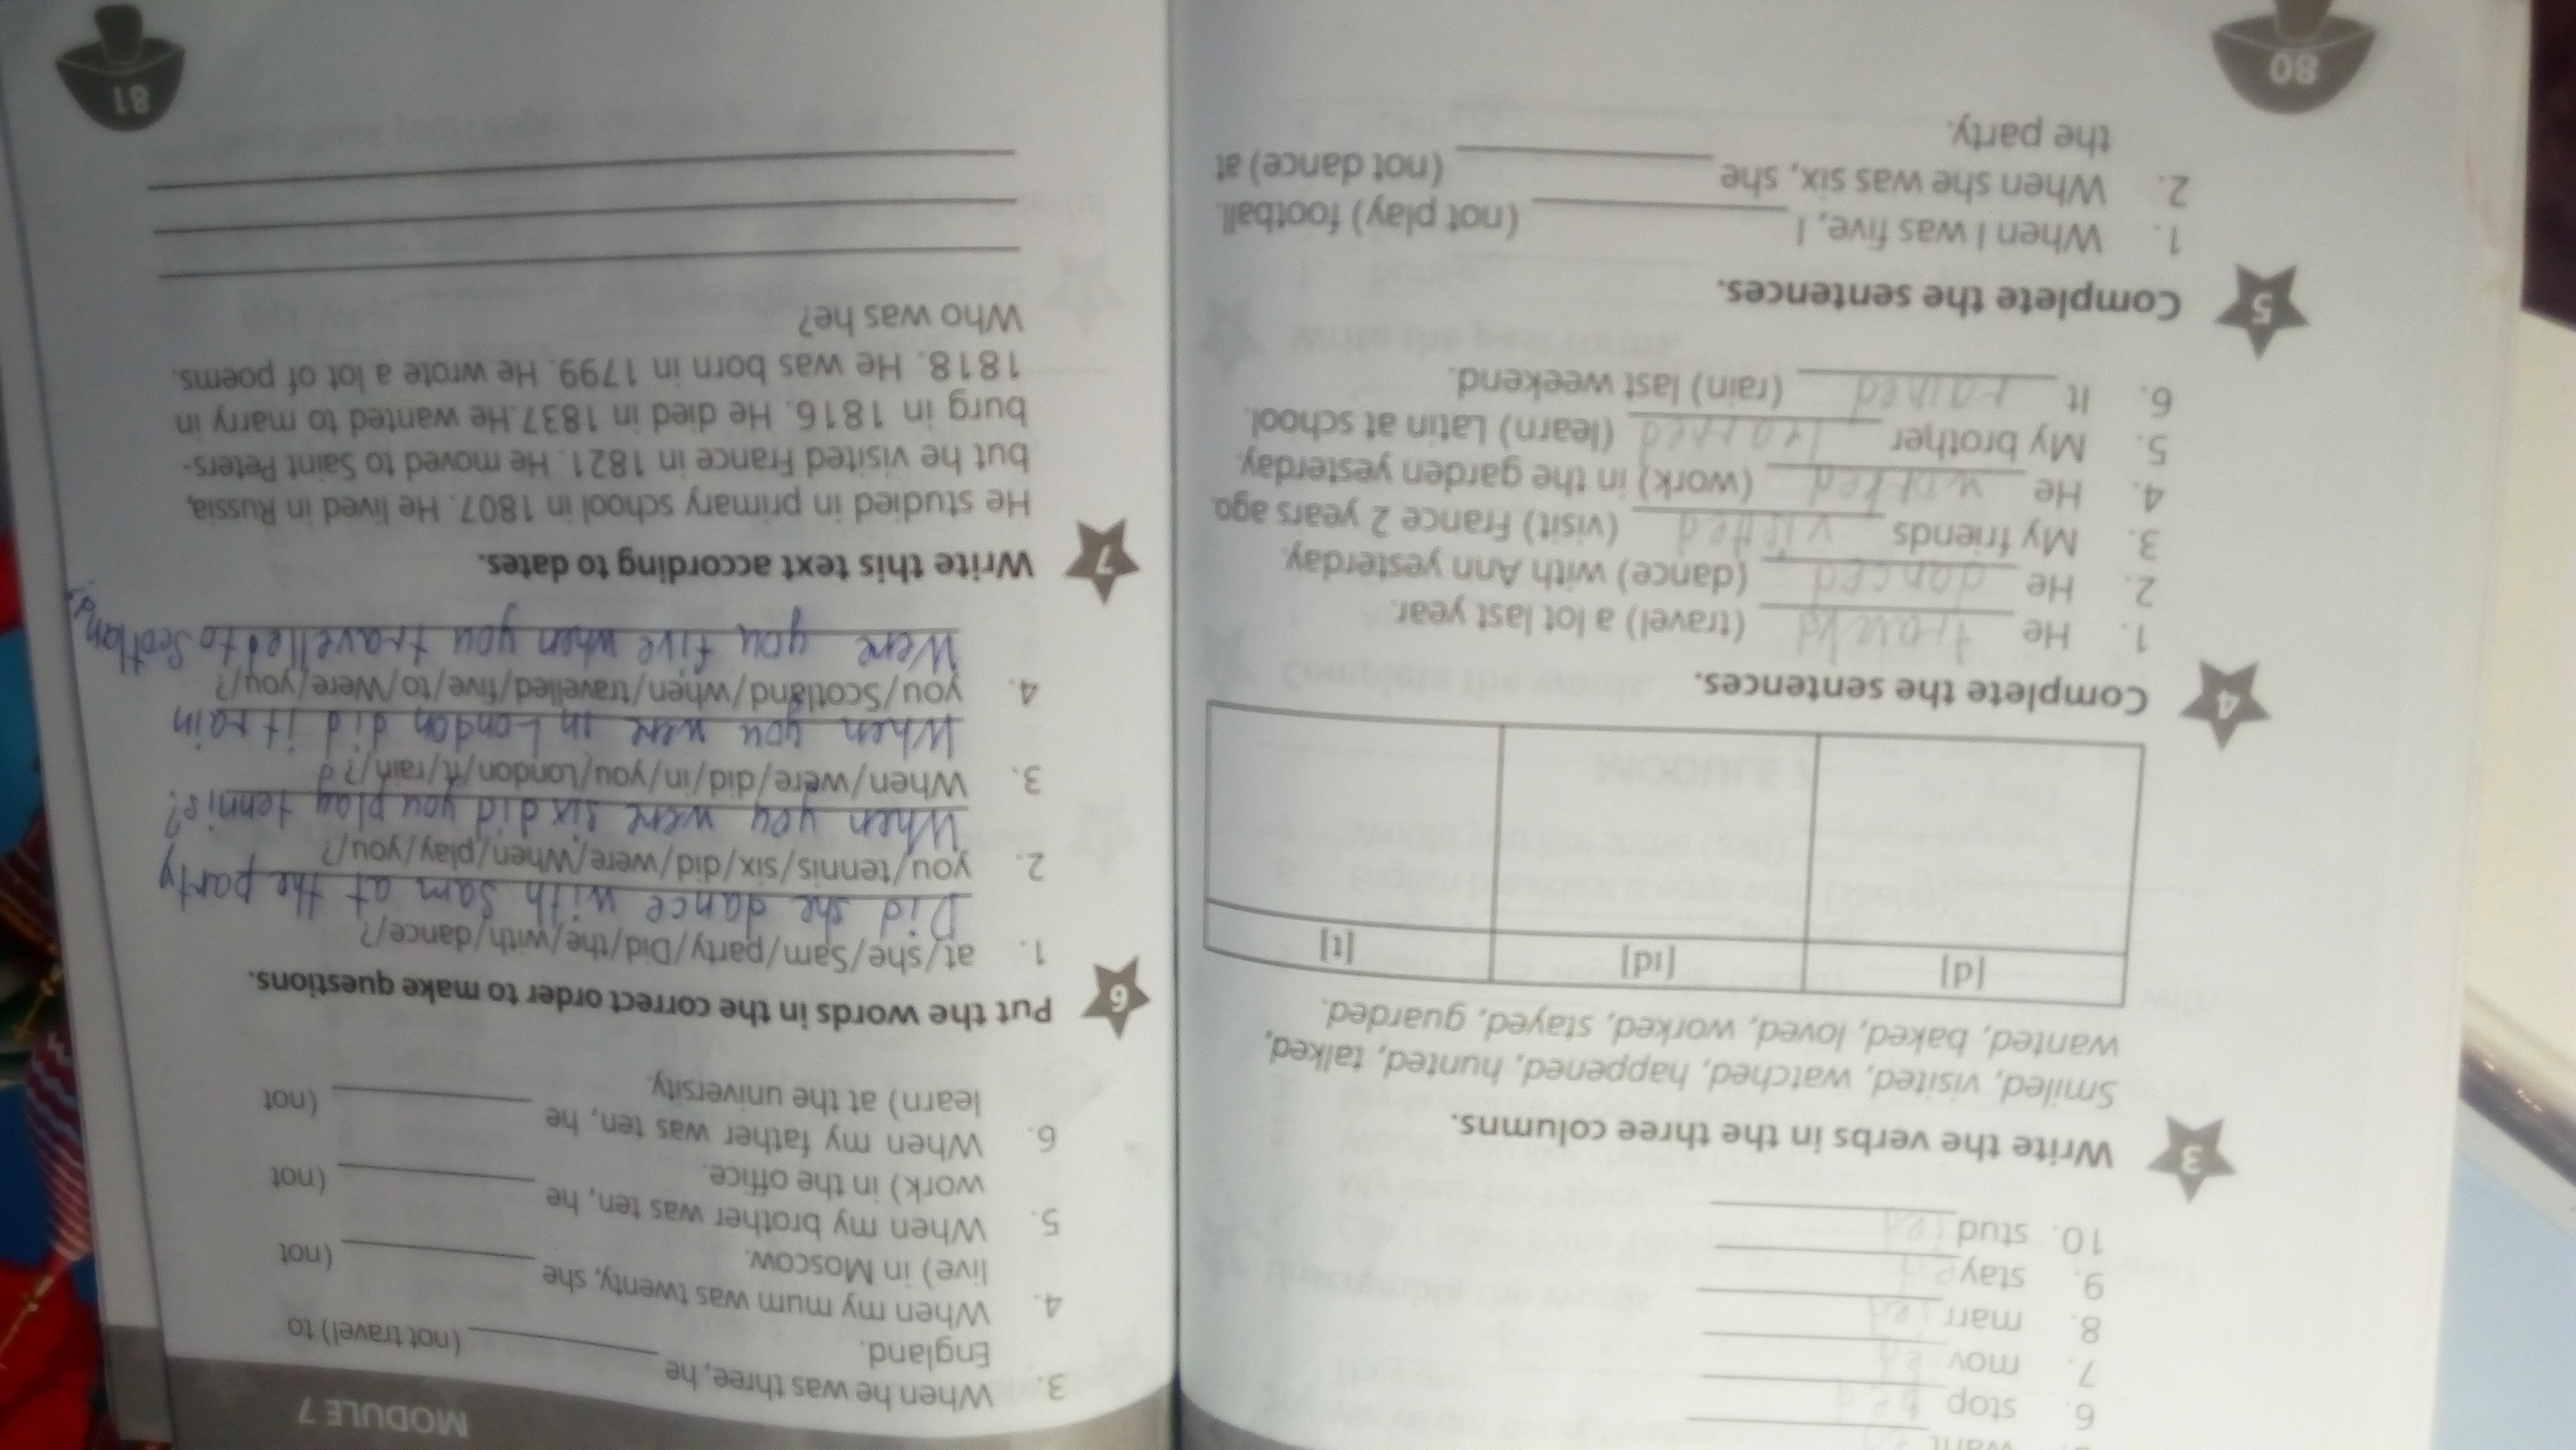 want
6. stop ped
7. mov ed
8. marr ied
9. stay ed
10. stud ied
3 Write the verbs in the three columns.
Smiled, visited, watched, happened, hunted, talked,
wanted, baked, loved, worked, stayed, guarded.
[d] [ɪd] [t]
4 Complete the sentences.
1. He (travel) a lot last year.
2. He danced (dance) with Ann yesterday.
3. My friends visited (visit) France 2 years ago.
4. He worked (work) in the garden yesterday.
5. My brother (learn) Latin at school.
6. It rained (rain) last weekend.
5 Complete the sentences.
1. When I was five, I (not play) football.
2. When she was six, she (not dance) at
the party.
80
MODULE 7
3. When he was three, he (not travel) to
England.
4. When my mum was twenty, she (not
live) in Moscow.
5. When my brother was ten, he (not
work) in the office.
6. When my father was ten, he (not
learn) at the university.
6 Put the words in the correct order to make questions.
1. at/she/Sam/party/Did/the/with/dance/?
Did she dance with Sam at the party
2. you/tennis/six/did/were/When/play/you/?
When you were six did you play tennis?
3. When/were/did/in/you/London/it/rain/?
When you were in London did it rain
4. you/Scotland/when/travelled/five/to/Were/you/?
Were you five when you travelled to Scotland?
7 Write this text according to dates.
He studied in primary school in 1807. He lived in Russia,
but he visited France in 1821. He moved to Saint Peters-
burg in 1816. He died in 1837.He wanted to marry in
1818. He was born in 1799. He wrote a lot of poems.
Who was he?
81